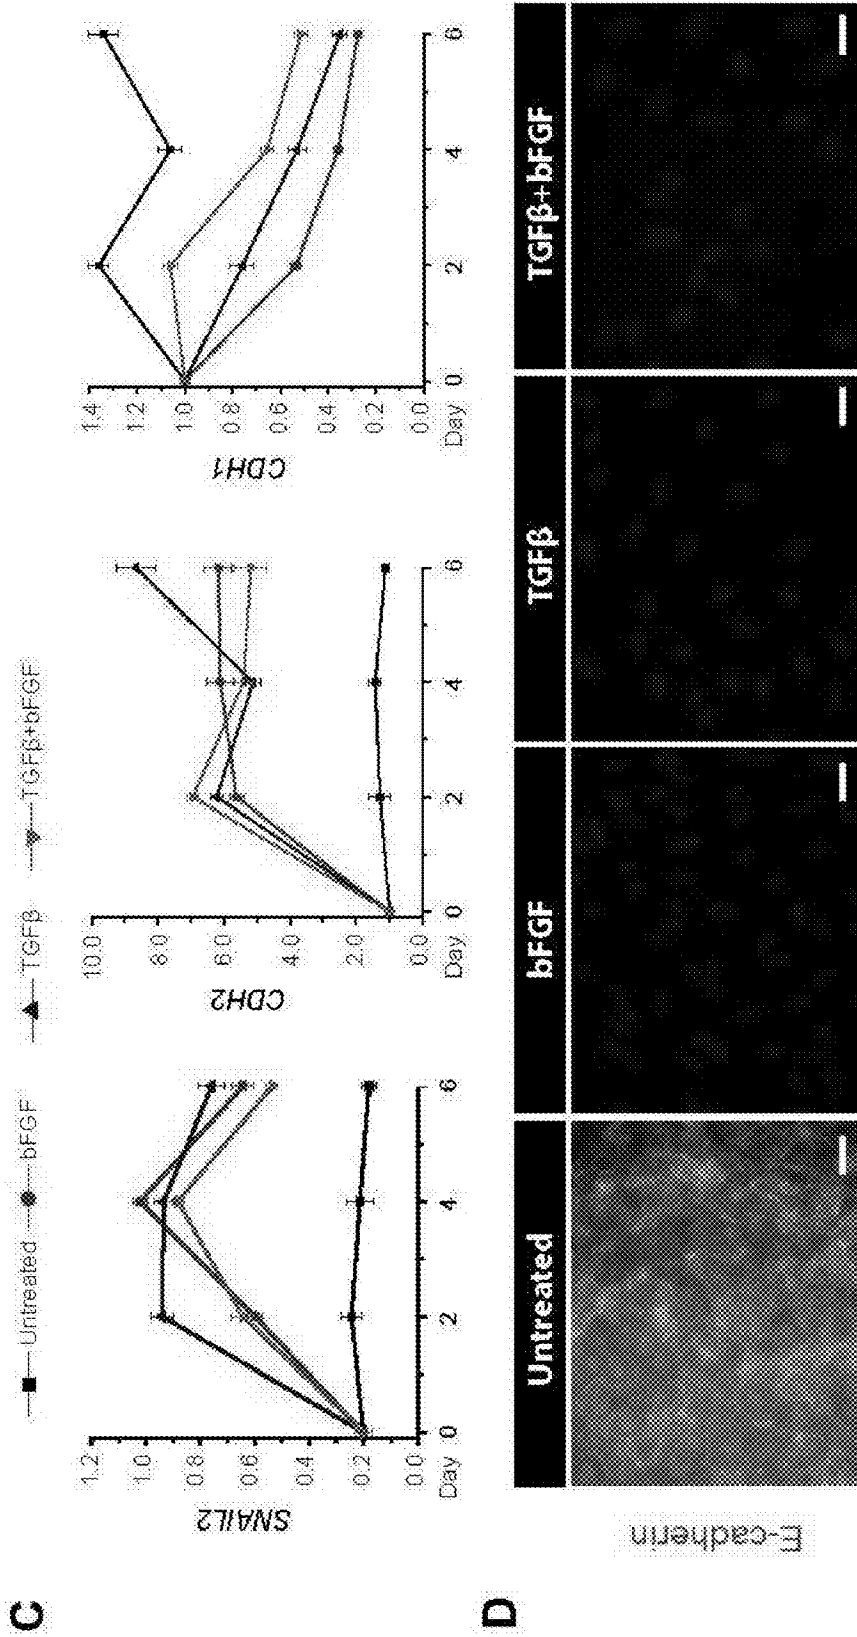 C
Untreated bFGF TGFβ TGFβ+bFGF
SNAIL2
1.2
1.0
0.8
0.6
0.4
0.2
0.0
Day 0 2 4 6
CDH2
10.0
8.0
6.0
4.0
2.0
0.0
Day 0 2 4 6
CDH1
1.4
1.2
1.0
0.8
0.6
0.4
0.2
0.0
Day 0 2 4 6
D
Untreated bFGF TGFβ TGFβ+bFGF
E-cadherin